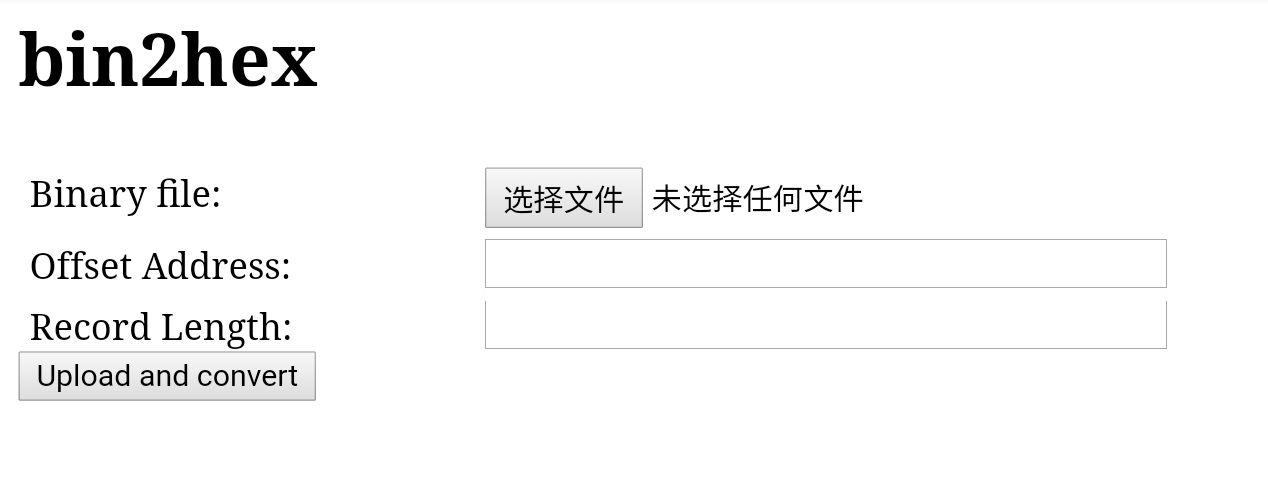 bin2hex
Binary file: 选择文件 未选择任何文件
Offset Address:
Record Length:
Upload and convert